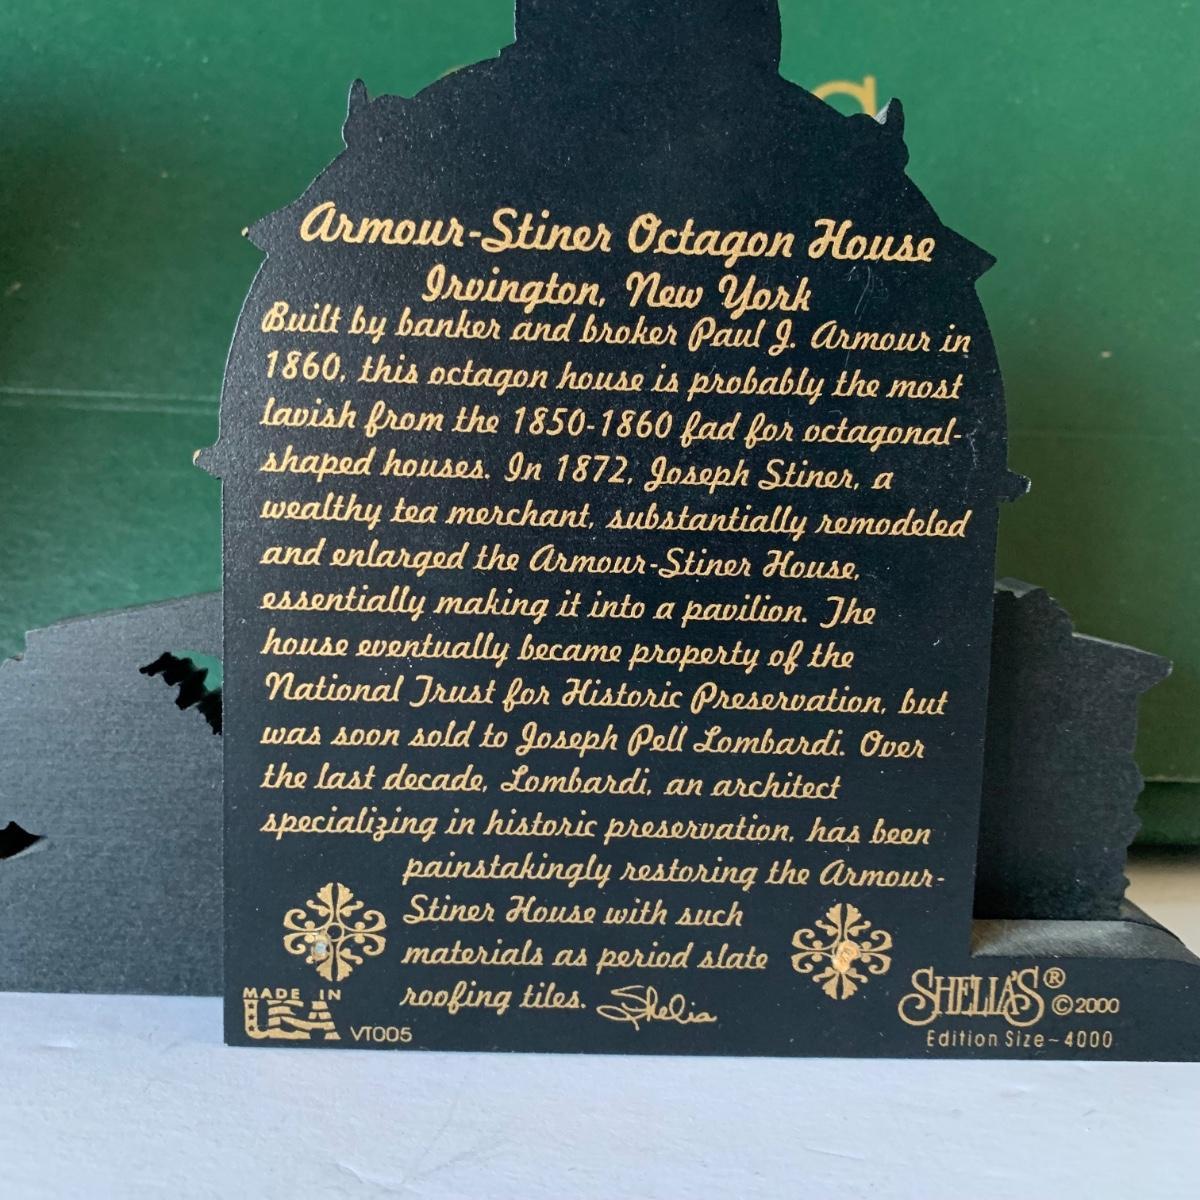 Armour-Stiner Octagon House
Irvington, New York
Built by banker and broker Paul J. Armour in
1860, this octagon house is probably the most
lavish from the 1850-1860 fad for octagonal-
shaped houses. In 1872, Joseph Stiner, a
wealthy tea merchant, substantially remodeled
and enlarged the Armour-Stiner House,
essentially making it into a pavilion. The
house eventually became property of the
National Trust for Historic Preservation, but
was soon sold to Joseph Pell Lombardi. Over
the last decade, Lombardi, an architect
specializing in historic preservation, has been
painstakingly restoring the Armour-
Stiner House with such
materials as period slate
roofing tiles. Shelia
MADE IN
USA VT005
SHELIA'S® ©2000
Edition Size~4000